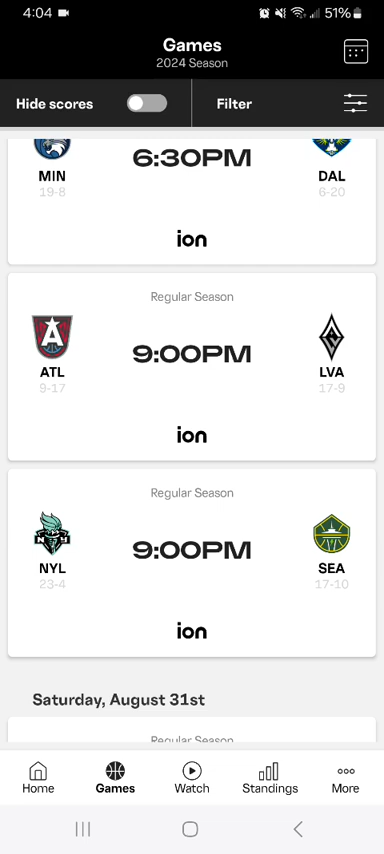 4:04
51%
Games
2024 Season
Hide scores
Filter
6:30PM
MIN
19-8
DAL
6-20
ion
Regular Season
9:00PM
ATL
9-17
LVA
17-9
ion
Regular Season
9:00PM
NYL
23-4
SEA
17-10
ion
Saturday, August 31st
Regular Season
Home
Games
Watch
Standings
More